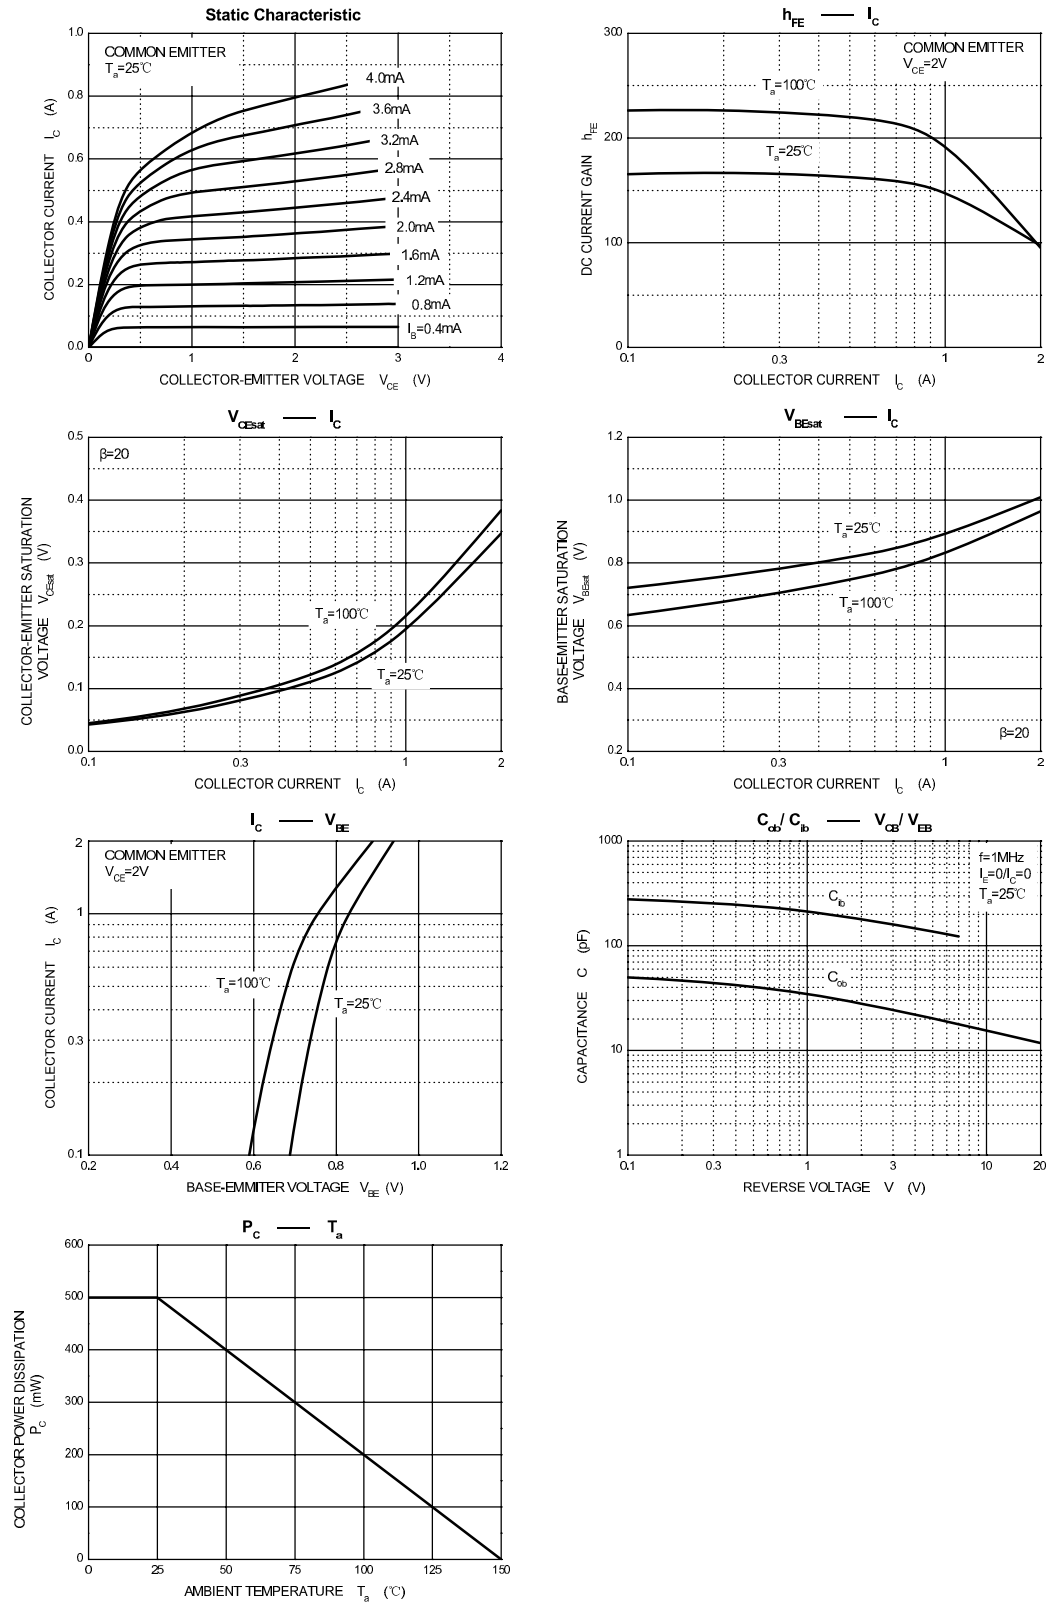 Static Characteristic
1.0
0.8
0.6
0.4
0.2
0.0
0
1
2
3
4
COMMON EMITTER
Ta=25℃
4.0mA
3.6mA
3.2mA
2.8mA
2.4mA
2.0mA
1.6mA
1.2mA
0.8mA
IB=0.4mA
COLLECTOR CURRENT IC (A)
COLLECTOR-EMITTER VOLTAGE VCE (V)
hFE —— IC
300
200
100
0
0.1
0.3
1
2
COMMON EMITTER
VCE=2V
Ta=100℃
Ta=25℃
DC CURRENT GAIN hFE
COLLECTOR CURRENT IC (A)
VCEsat —— IC
0.5
0.4
0.3
0.2
0.1
0.0
0.1
0.3
1
2
β=20
Ta=100℃
Ta=25℃
COLLECTOR-EMITTER SATURATION
VOLTAGE VCEsat (V)
COLLECTOR CURRENT IC (A)
VBEsat —— IC
1.2
1.0
0.8
0.6
0.4
0.2
0.1
0.3
1
2
Ta=25℃
Ta=100℃
β=20
BASE-EMITTER SATURATION
VOLTAGE VBEsat (V)
COLLECTOR CURRENT IC (A)
IC —— VBE
2
1
0.3
0.1
0.2
0.4
0.6
0.8
1.0
1.2
COMMON EMITTER
VCE=2V
Ta=100℃
Ta=25℃
COLLECTOR CURRENT IC (A)
BASE-EMMITER VOLTAGE VBE (V)
Cob/ Cib —— VCB/ VEB
1000
100
10
1
0.1
0.3
1
3
10
20
f=1MHz
IE=0/IC=0
Ta=25℃
Cib
Cob
CAPACITANCE C (pF)
REVERSE VOLTAGE V (V)
PC —— Ta
600
500
400
300
200
100
0
0
25
50
75
100
125
150
COLLECTOR POWER DISSIPATION
PC (mW)
AMBIENT TEMPERATURE Ta (℃)